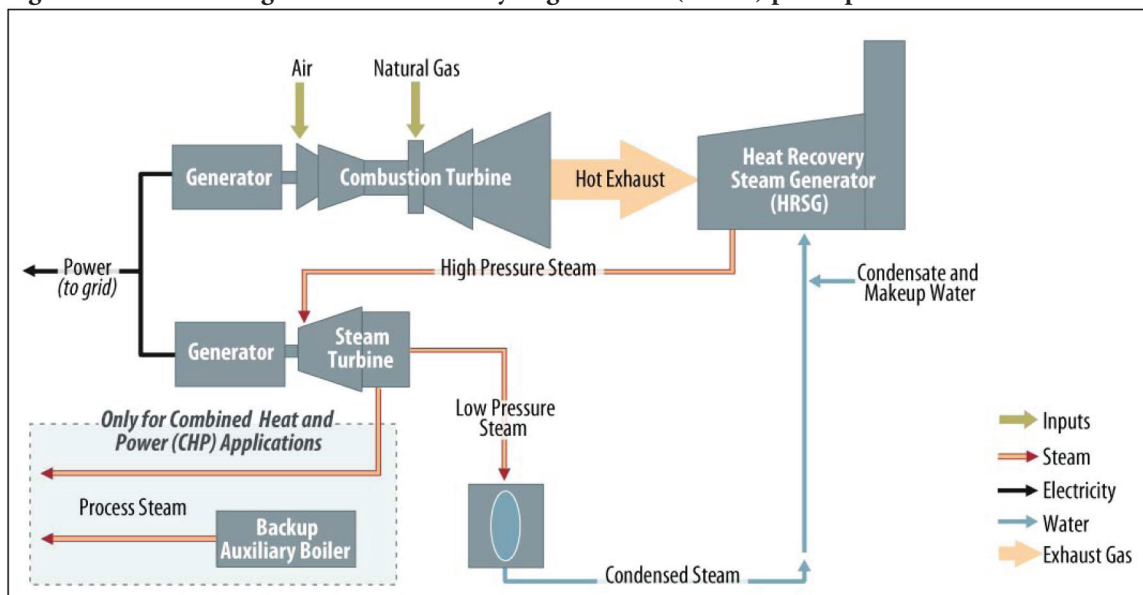 Air
Natural Gas
Generator
Combustion Turbine
Hot Exhaust
Heat Recovery
Steam Generator
(HRSG)
High Pressure Steam
Power
(to grid)
Condensate and
Makeup Water
Generator
Steam
Turbine
Low Pressure
Steam
Only for Combined Heat and
Power (CHP) Applications
Process Steam
Backup
Auxiliary Boiler
Condensed Steam
Inputs
Steam
Electricity
Water
Exhaust Gas